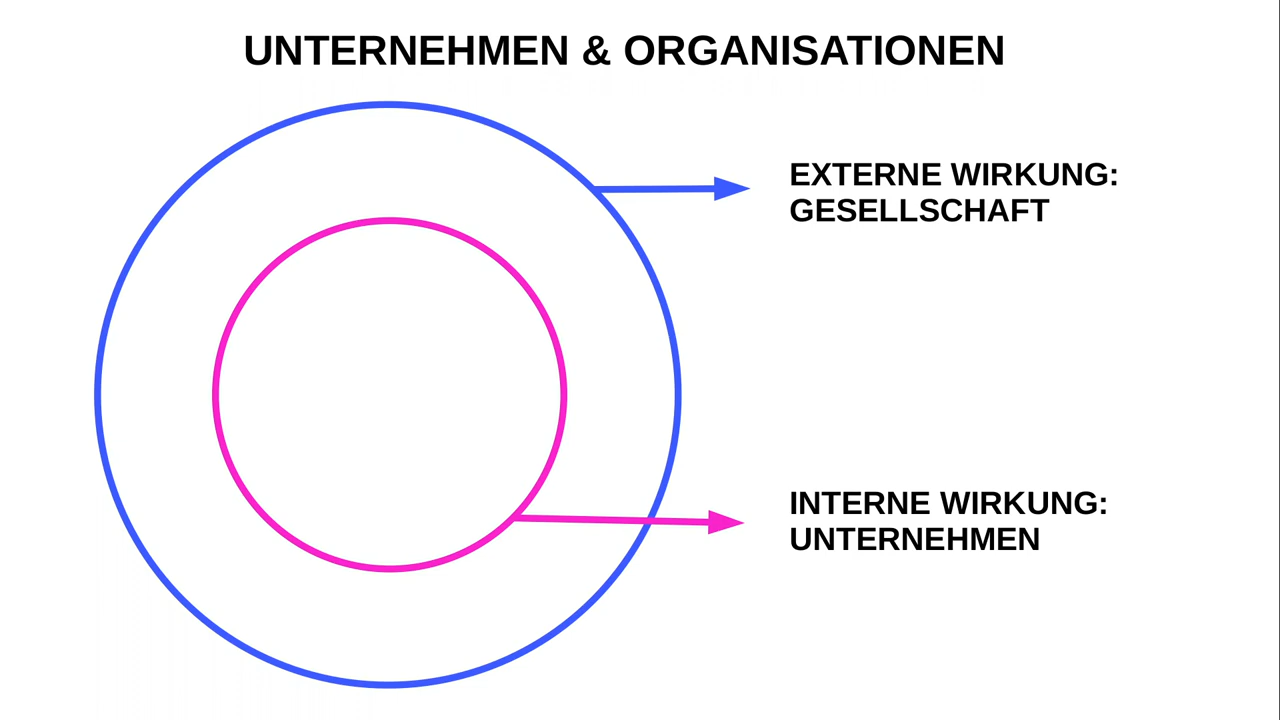 UNTERNEHMEN & ORGANISATIONEN
EXTERNE WIRKUNG:
GESELLSCHAFT
INTERNE WIRKUNG:
UNTERNEHMEN